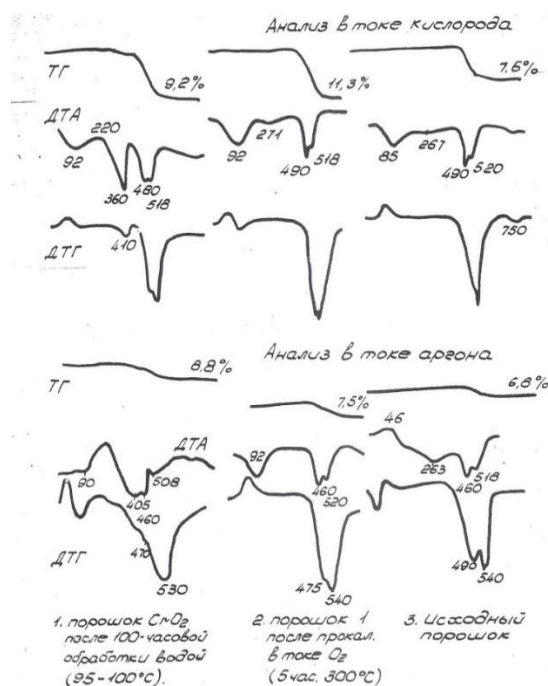 Анализ в токе кислорода
ТГ
9,2%
11,3%
7,6%
ДТА
220
92
360
480
518
271
92
490
518
267
85
490
520
ДТГ
410
750
Анализ в токе аргона
ТГ
8,8%
7,5%
6,8%
ДТА
90
405
508
460
470
530
92
460
520
475
540
46
263
460
518
490
540
ДТГ
1. порошок CrO2
после 100-часовой
обработки водой
(95-100°С).
2. порошок 1
после прокал.
в токе O2
(5час. 300°С)
3. Исходный
порошок